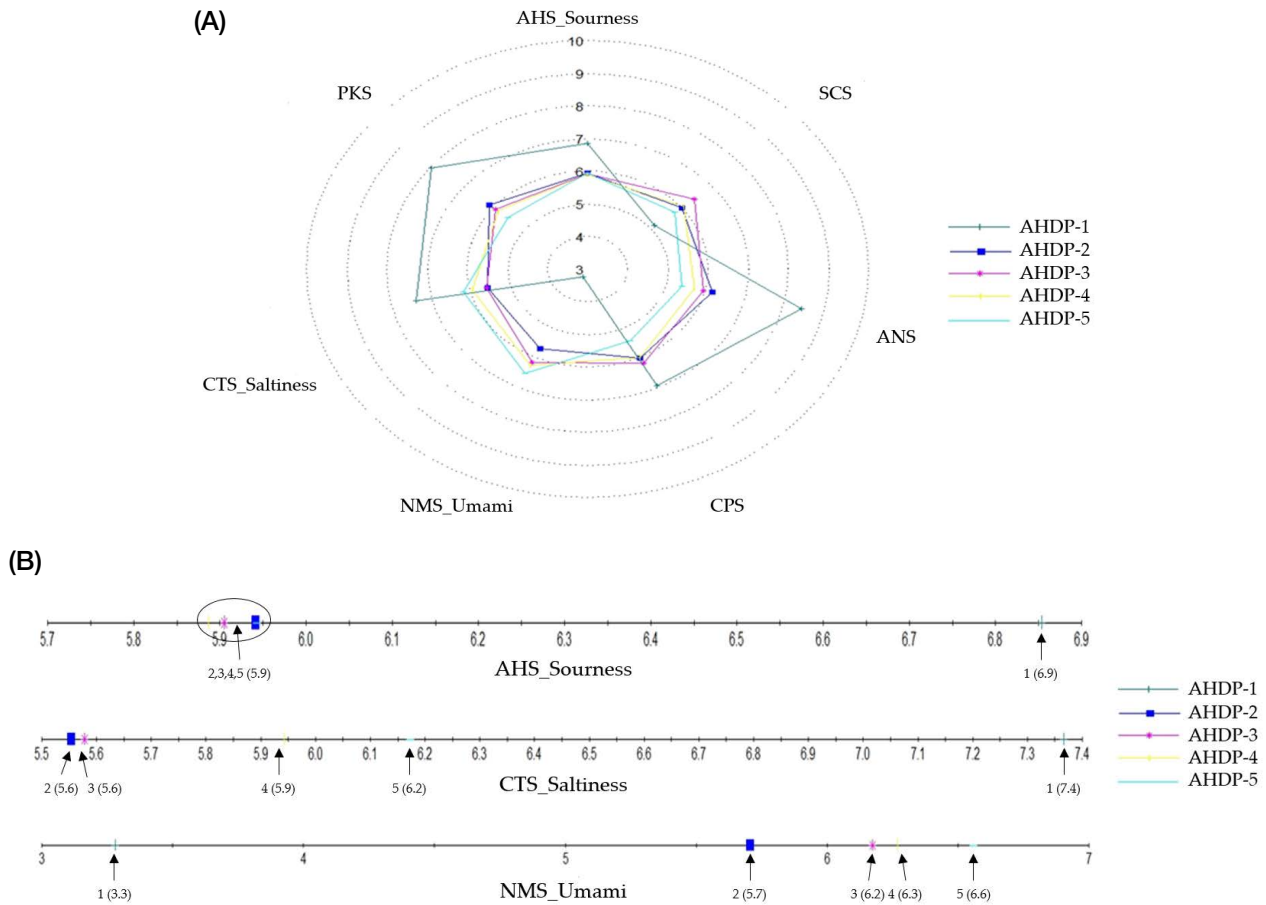 (A)
AHS_Sourness
10
9
8
7
6
5
4
3
PKS
SCS
ANS
CTS_Saltiness
NMS_Umami
CPS
AHDP-1
AHDP-2
AHDP-3
AHDP-4
AHDP-5
(B)
5.7 5.8 5.9 6.0 6.3 6.4 6.5 6.6 6.7 6.8 6.9
2,3,4,5 (5.9) 1 (6.9)
AHS_Sourness
5.5 5.6 5.7 5.8 5.9 6.0 6.1 6.2 6.3 6.4 6.5 6.6 6.7 6.8 6.9 7.0 7.1 7.2 7.3 7.4
2 (5.6) 3 (5.6) 4 (5.9) 5 (6.2) 1 (7.4)
CTS_Saltiness
3 4 5 6 7
1 (3.3) 2 (5.7) 3 (6.2) 4 (6.3) 5 (6.6)
NMS_Umami
AHDP-1
AHDP-2
AHDP-3
AHDP-4
AHDP-5